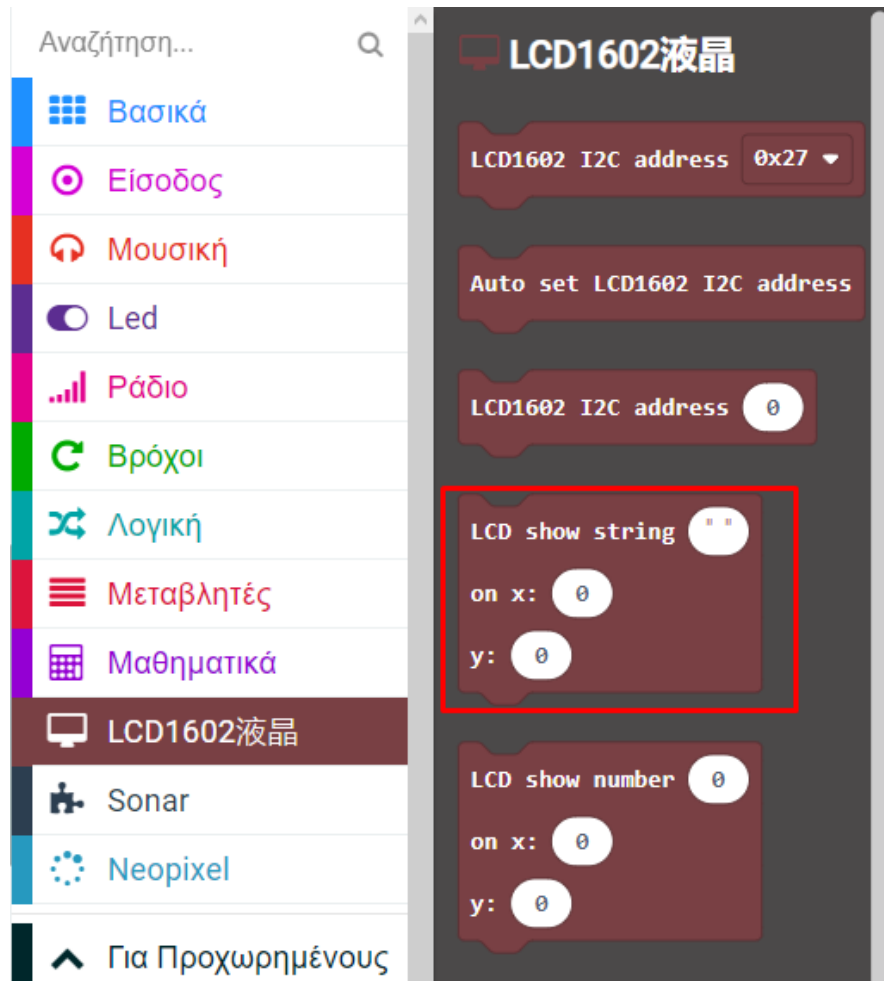 Αναζήτηση...
Βασικά
Είσοδος
Μουσική
Led
Ράδιο
Βρόχοι
Λογική
Μεταβλητές
Μαθηματικά
LCD1602液晶
Sonar
Neopixel
Για Προχωρημένους
LCD1602液晶
LCD1602 I2C address 0x27
Auto set LCD1602 I2C address
LCD1602 I2C address 0
LCD show string " "
on x: 0
y: 0
LCD show number 0
on x: 0
y: 0